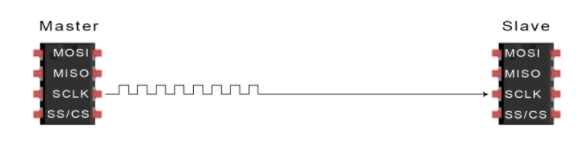 Master
Slave
MOSI
MISO
SCLK
SS/CS
MOSI
MISO
SCLK
SS/CS